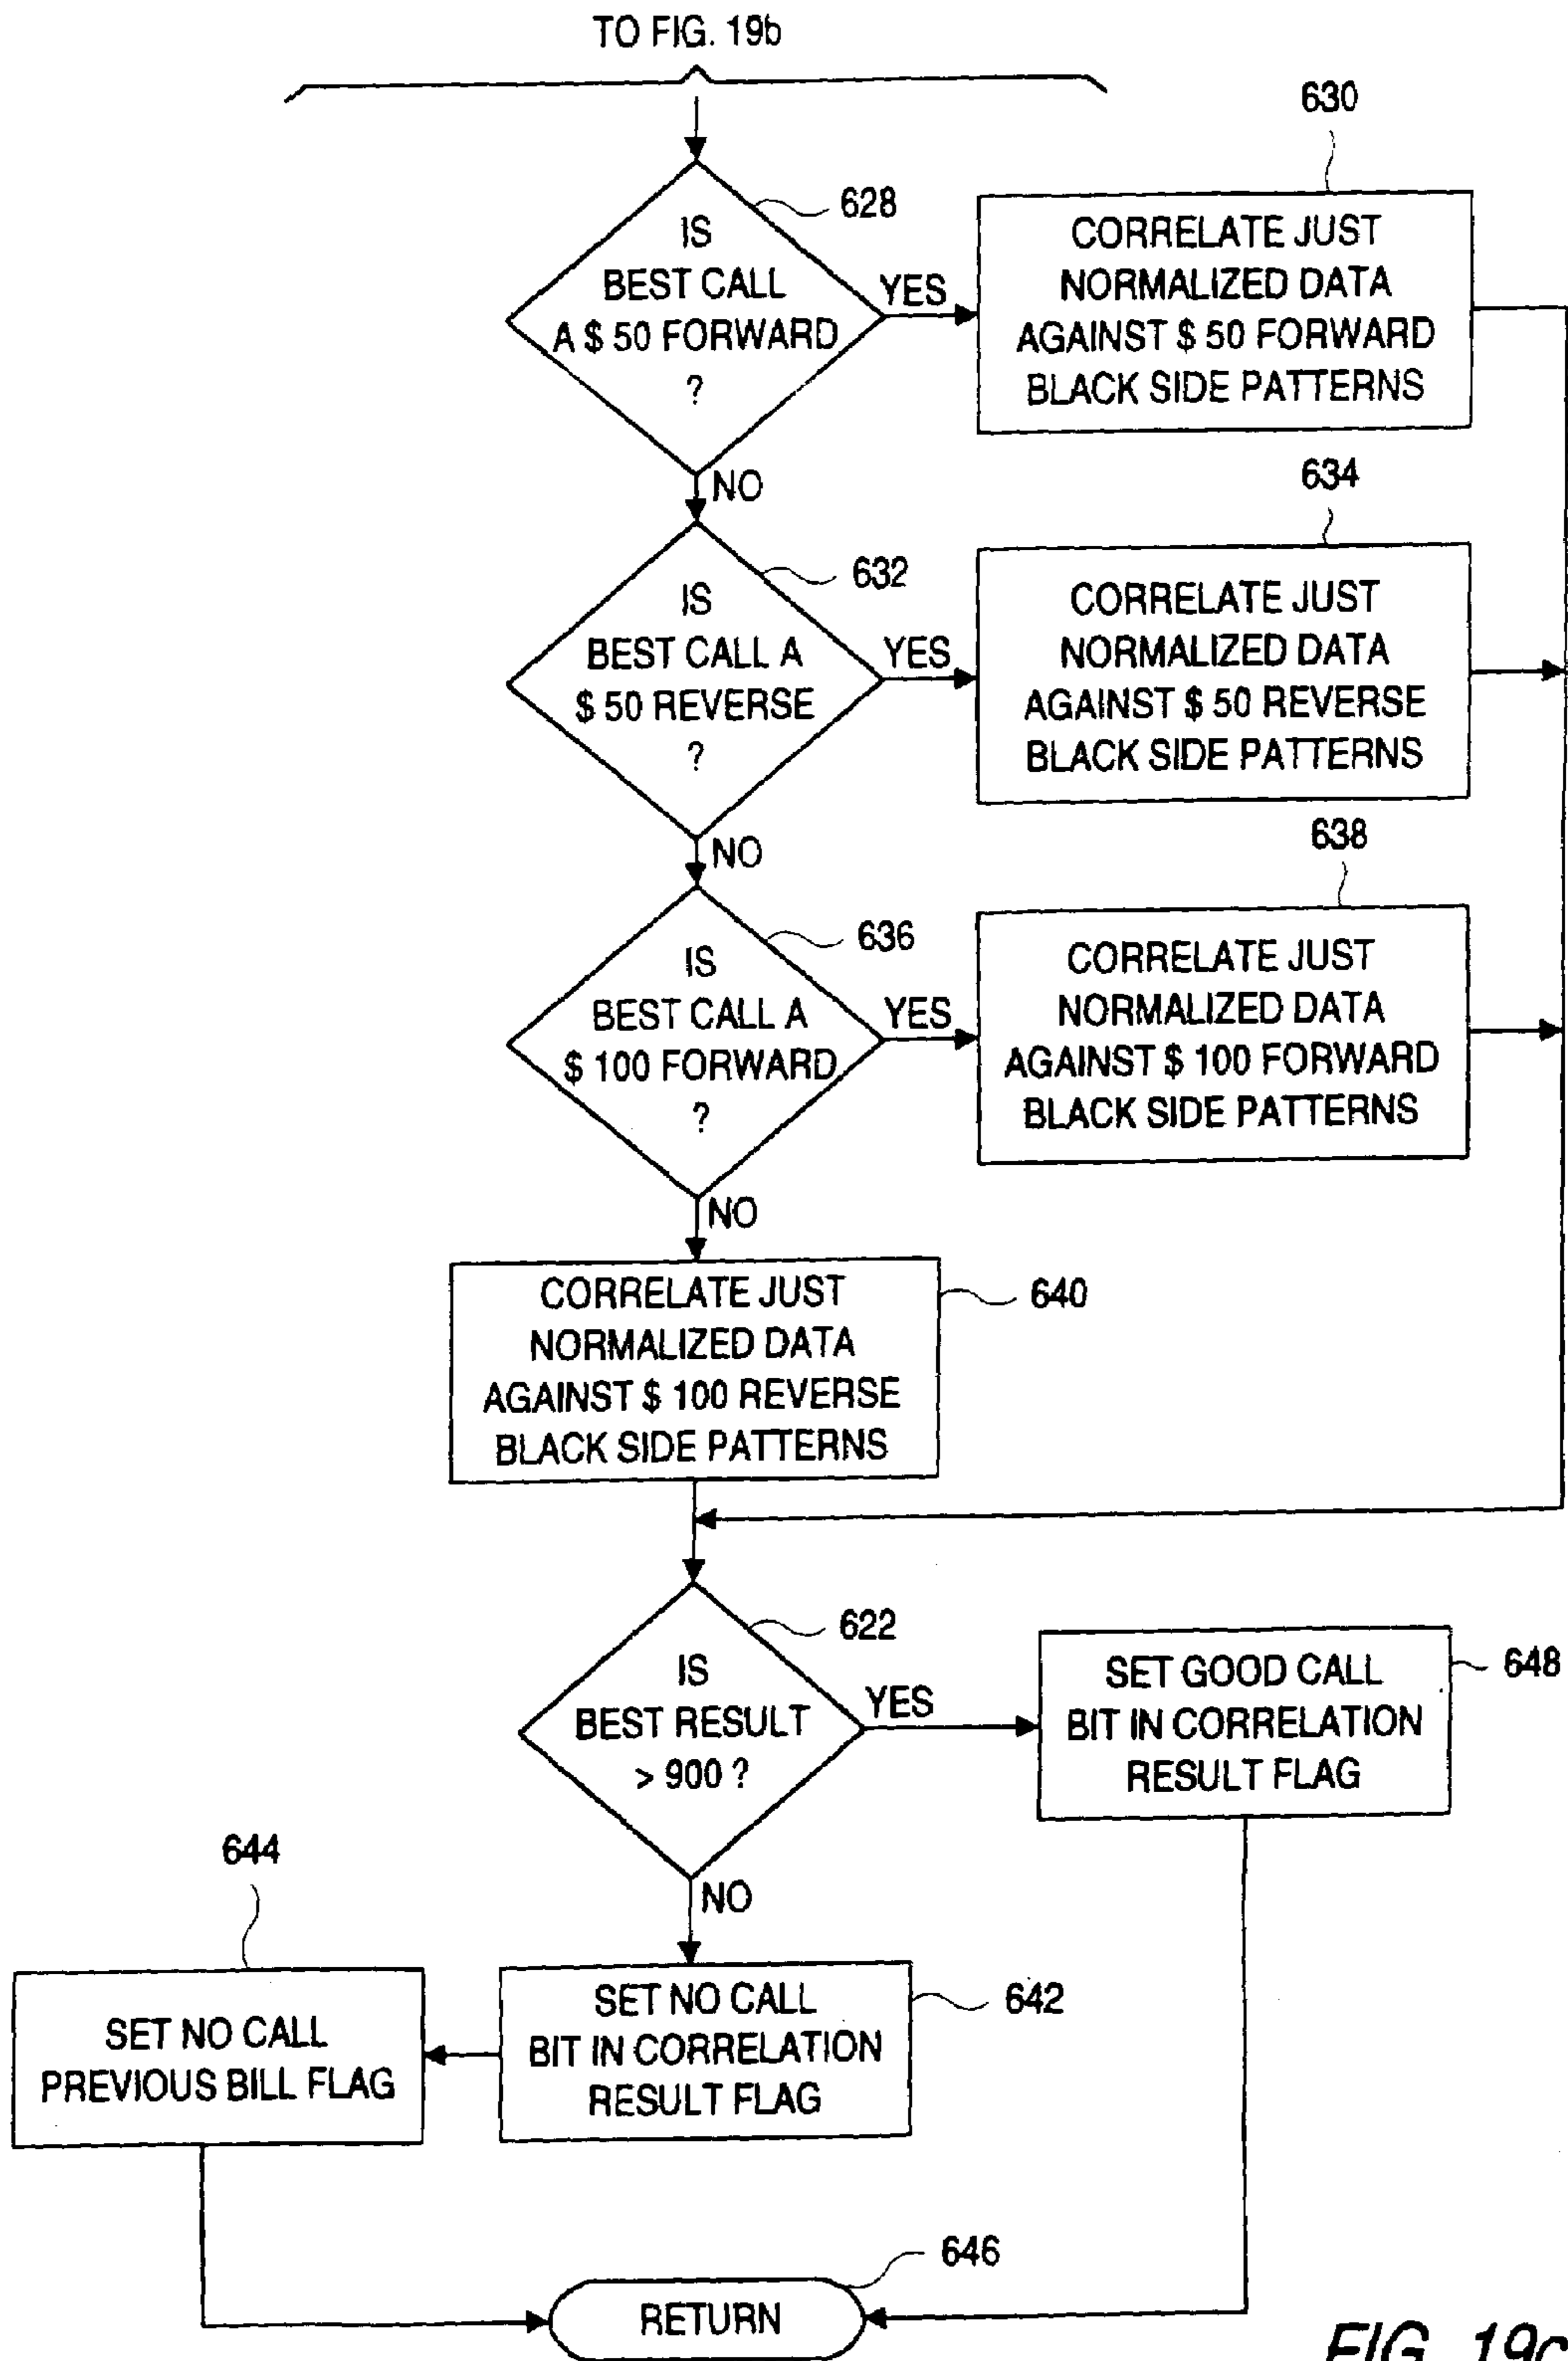 TO FIG. 19b
628
IS
BEST CALL
A $ 50 FORWARD
?
YES
NO
630
CORRELATE JUST
NORMALIZED DATA
AGAINST $ 50 FORWARD
BLACK SIDE PATTERNS
632
IS
BEST CALL A
$ 50 REVERSE
?
YES
NO
634
CORRELATE JUST
NORMALIZED DATA
AGAINST $ 50 REVERSE
BLACK SIDE PATTERNS
636
IS
BEST CALL A
$ 100 FORWARD
?
YES
NO
638
CORRELATE JUST
NORMALIZED DATA
AGAINST $ 100 FORWARD
BLACK SIDE PATTERNS
CORRELATE JUST
NORMALIZED DATA
AGAINST $ 100 REVERSE
BLACK SIDE PATTERNS
640
622
IS
BEST RESULT
> 900 ?
YES
NO
SET GOOD CALL
BIT IN CORRELATION
RESULT FLAG
648
644
SET NO CALL
PREVIOUS BILL FLAG
SET NO CALL
BIT IN CORRELATION
RESULT FLAG
642
646
RETURN
FIG. 19c